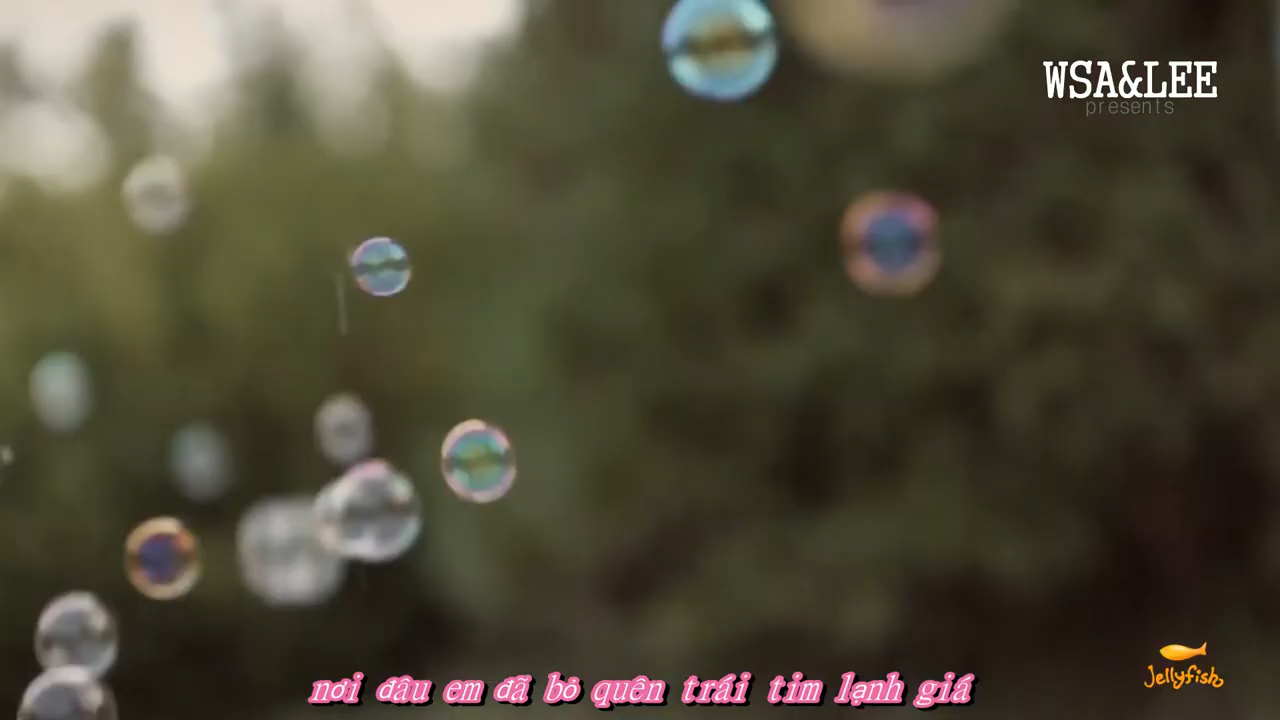 WSA&LEE
presents
Jellyfish
nơi đâu em đã bỏ quên trái tim lạnh giá